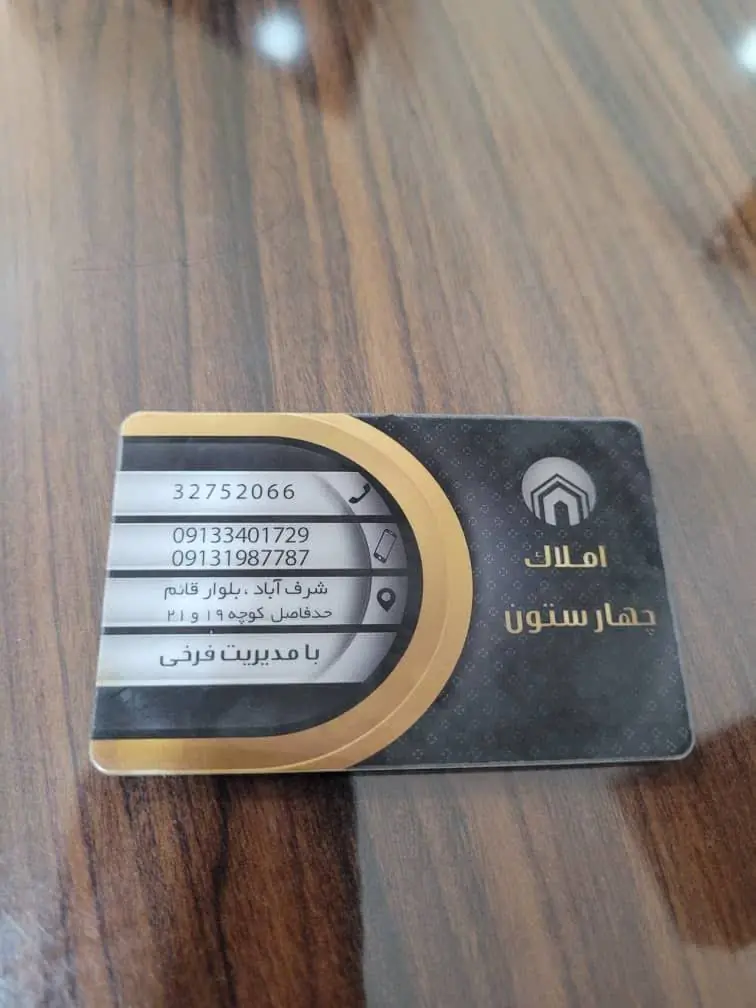 املاک
چهارستون
32752066
09133401729
09131987787
شرف آباد ، بلوار قائم
حدفاصل کوچه ۱۹ و ۲۱
با مدیریت فرخی